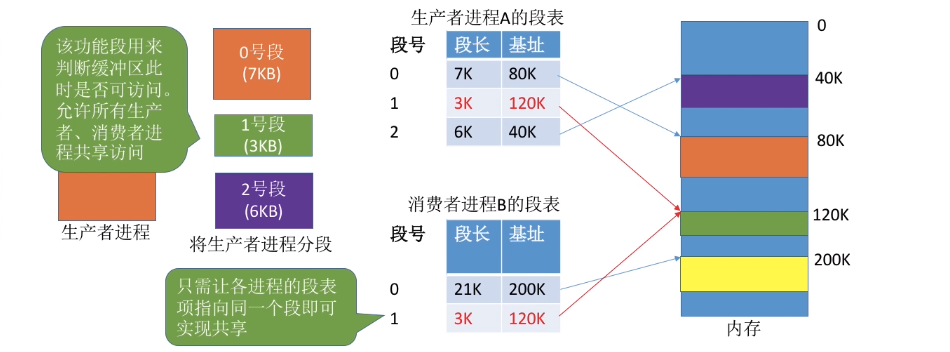 该功能段用来
判断缓冲区此
时是否可访问。
允许所有生产
者、消费者进
程共享访问
生产者进程
0号段
(7KB)
1号段
(3KB)
2号段
(6KB)
将生产者进程分段
只需让各进程的段表
项指向同一个段即可
实现共享
生产者进程A的段表
段号 段长 基址
0 7K 80K
1 3K 120K
2 6K 40K
消费者进程B的段表
段号 段长 基址
0 21K 200K
1 3K 120K
0
40K
80K
120K
200K
内存